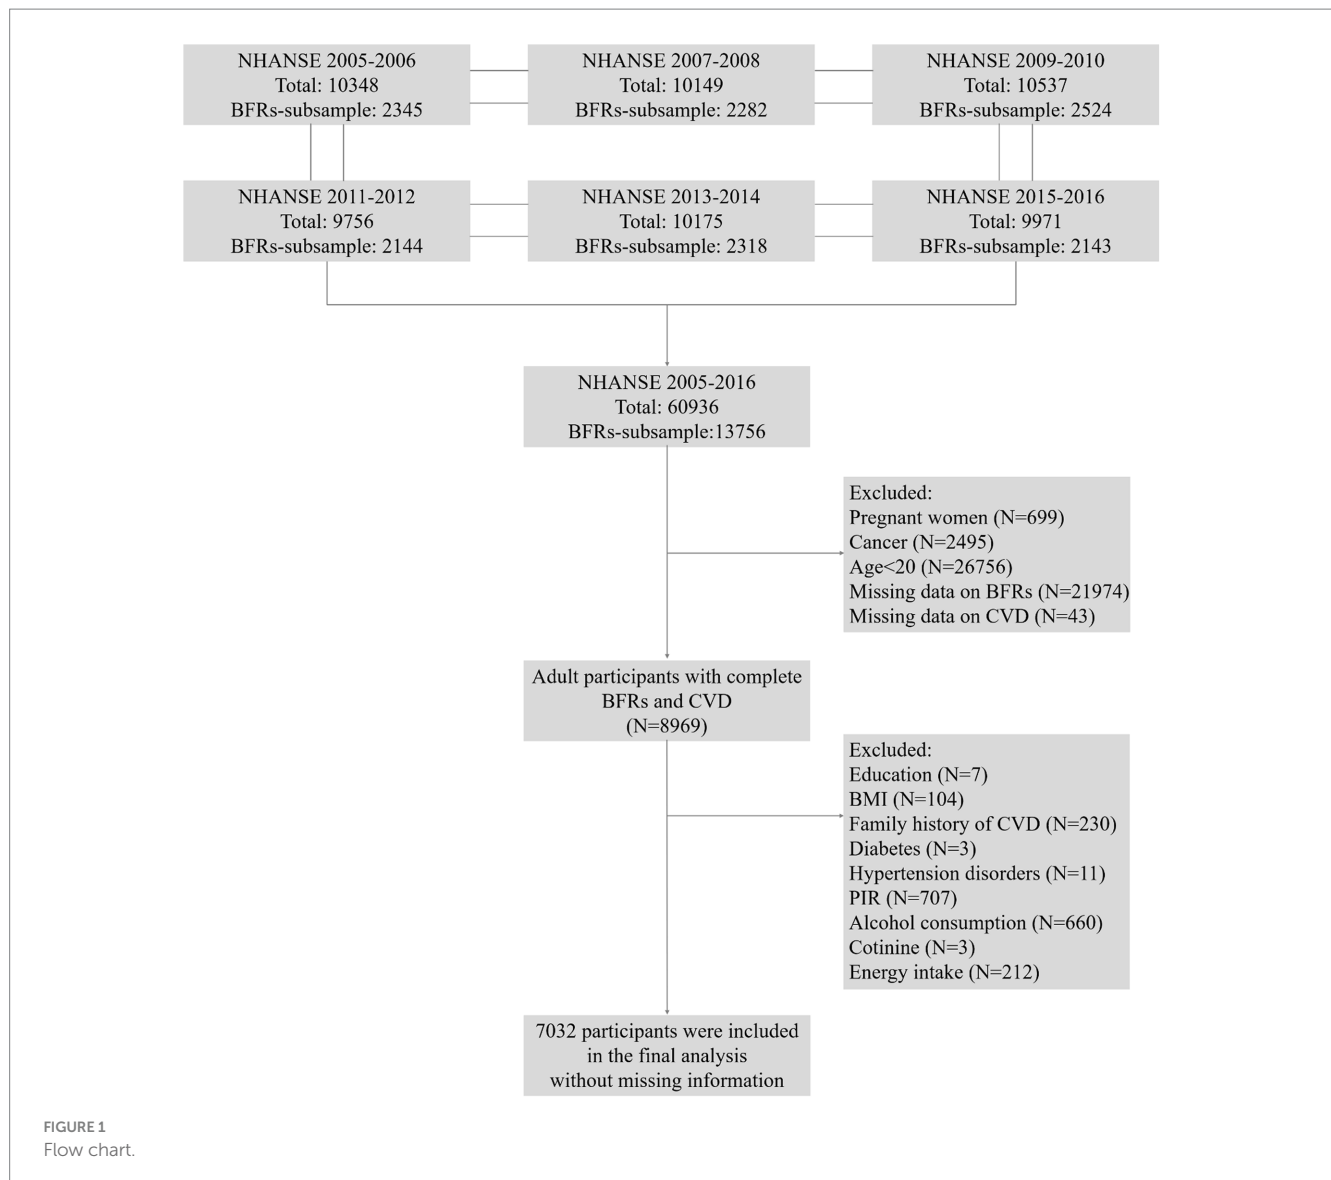 NHANSE 2005-2006
Total: 10348
BFRs-subsample: 2345
NHANSE 2007-2008
Total: 10149
BFRs-subsample: 2282
NHANSE 2009-2010
Total: 10537
BFRs-subsample: 2524
NHANSE 2011-2012
Total: 9756
BFRs-subsample: 2144
NHANSE 2013-2014
Total: 10175
BFRs-subsample: 2318
NHANSE 2015-2016
Total: 9971
BFRs-subsample: 2143
NHANSE 2005-2016
Total: 60936
BFRs-subsample:13756
Excluded:
Pregnant women (N=699)
Cancer (N=2495)
Age<20 (N=26756)
Missing data on BFRs (N=21974)
Missing data on CVD (N=43)
Adult participants with complete
BFRs and CVD
(N=8969)
Excluded:
Education (N=7)
BMI (N=104)
Family history of CVD (N=230)
Diabetes (N=3)
Hypertension disorders (N=11)
PIR (N=707)
Alcohol consumption (N=660)
Cotinine (N=3)
Energy intake (N=212)
7032 participants were included
in the final analysis
without missing information
FIGURE 1
Flow chart.